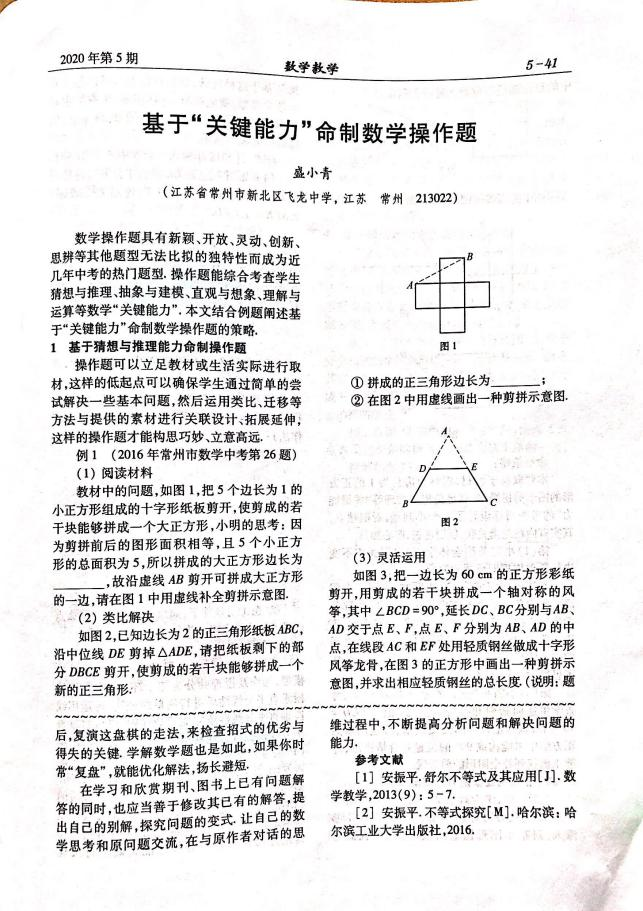 2020年第5期
数学教学
5-41
基于“关键能力”命制数学操作题
盛小青
(江苏省常州市新北区飞龙中学,江苏 常州 213022)
数学操作题具有新颖、开放、灵动、创新、
思辨等其他题型无法比拟的独特性而成为近
几年中考的热门题型.操作题能综合考查学生
猜想与推理、抽象与建模、直观与想象、理解与
运算等数学“关键能力”.本文结合例题阐述基
于“关键能力”命制数学操作题的策略.
1 基于猜想与推理能力命制操作题
操作题可以立足教材或生活实际进行取
材,这样的低起点可以确保学生通过简单的尝
试解决一些基本问题,然后运用类比、迁移等
方法与提供的素材进行关联设计、拓展延伸,
这样的操作题才能构思巧妙、立意高远.
例1 (2016年常州市数学中考第26题)
(1)阅读材料
教材中的问题,如图1,把5个边长为1的
小正方形组成的十字形纸板剪开,使剪成的若
干块能够拼成一个大正方形,小明的思考:因
为剪拼前后的图形面积相等,且5个小正方
形的总面积为5,所以拼成的大正方形边长为
______,故沿虚线AB剪开可拼成大正方形
的一边,请在图1中用虚线补全剪拼示意图.
(2)类比解决
如图2,已知边长为2的正三角形纸板ABC,
沿中位线DE剪掉△ADE,请把纸板剩下的部
分DBCE剪开,使剪成的若干块能够拼成一个
新的正三角形.
A
B
图1
①拼成的正三角形边长为______;
②在图2中用虚线画出一种剪拼示意图.
A
D
E
B
C
图2
(3)灵活运用
如图3,把一边长为60 cm的正方形彩纸
剪开,用剪成的若干块拼成一个轴对称的风
筝,其中∠BCD=90°,延长DC、BC分别与AB、
AD交于点E、F,点E、F分别为AB、AD的中
点,在线段AC和EF处用轻质钢丝做成十字形
风筝龙骨,在图3的正方形中画出一种剪拼示
意图,并求出相应轻质钢丝的总长度.(说明:题
后,复演这盘棋的走法,来检查招式的优劣与
得失的关键.学解数学题也是如此,如果你时
常“复盘”,就能优化解法,扬长避短.
在学习和欣赏期刊、图书上已有问题解
答的同时,也应当善于修改其已有的解答,提
出自己的别解,探究问题的变式.让自己的数
学思考和原问题交流,在与原作者对话的思
维过程中,不断提高分析问题和解决问题的
能力.
参考文献
[1] 安振平.舒尔不等式及其应用[J].数
学教学,2013(9):5-7.
[2] 安振平.不等式探究[M].哈尔滨:哈
尔滨工业大学出版社,2016.